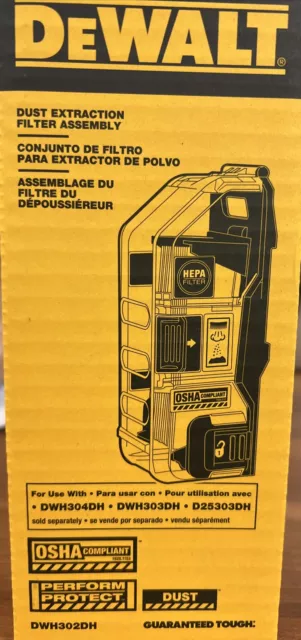 DEWALT®
DUST EXTRACTION
FILTER ASSEMBLY
CONJUNTO DE FILTRO
PARA EXTRACTOR DE POLVO
ASSEMBLAGE DU
FILTRE DU
DÉPOUSSIÉREUR
HEPA
FILTER
OSHA COMPLIANT
For Use With • Para usar con • Pour utilisation avec
• DWH304DH • DWH303DH • D25303DH
sold separately • se vende por separado • vendu séparément
OSHA COMPLIANT
PERFORM
PROTECT
DUST
DWH302DH
GUARANTEED TOUGH.